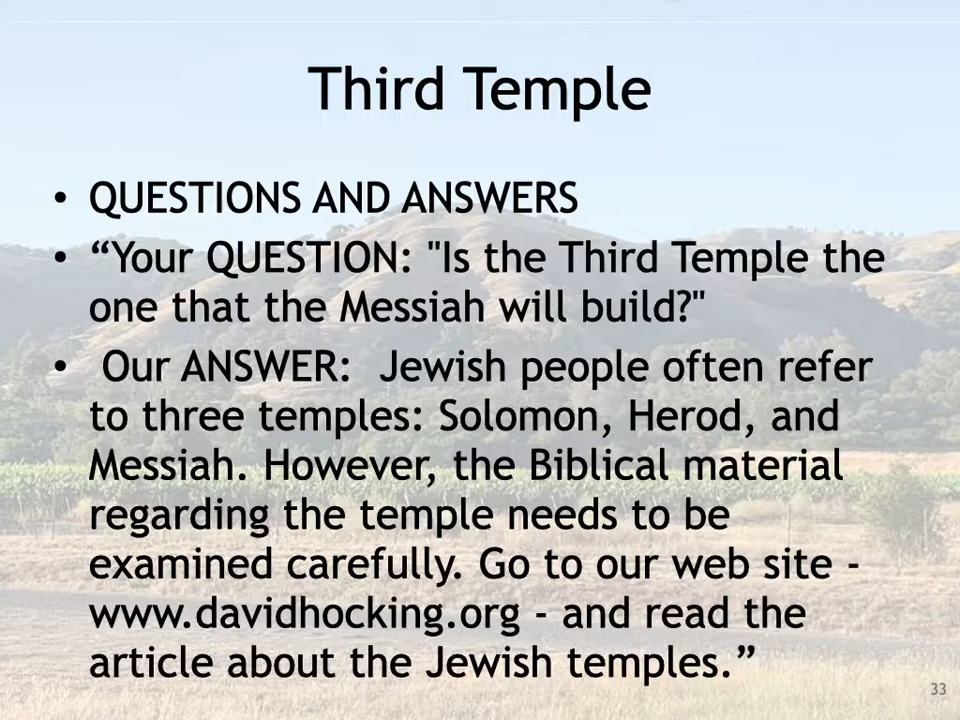 Third Temple
• QUESTIONS AND ANSWERS
• “Your QUESTION: "Is the Third Temple the
one that the Messiah will build?"
• Our ANSWER:  Jewish people often refer
to three temples: Solomon, Herod, and
Messiah. However, the Biblical material
regarding the temple needs to be
examined carefully. Go to our web site -
www.davidhocking.org - and read the
article about the Jewish temples.”
33